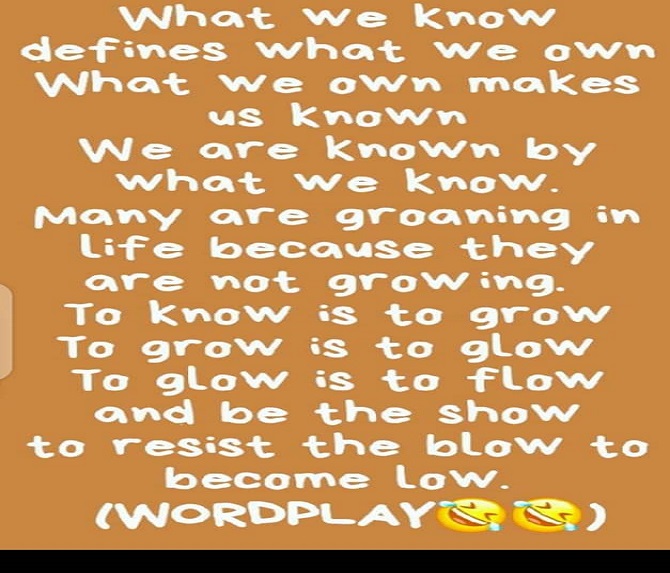 What we know
defines what we own
What we own makes
us known
We are known by
what we know.
Many are groaning in
life because they
are not growing.
To know is to grow
To grow is to glow
To glow is to flow
and be the show
to resist the blow to
become low.
(WORDPLAY🤣🤣)